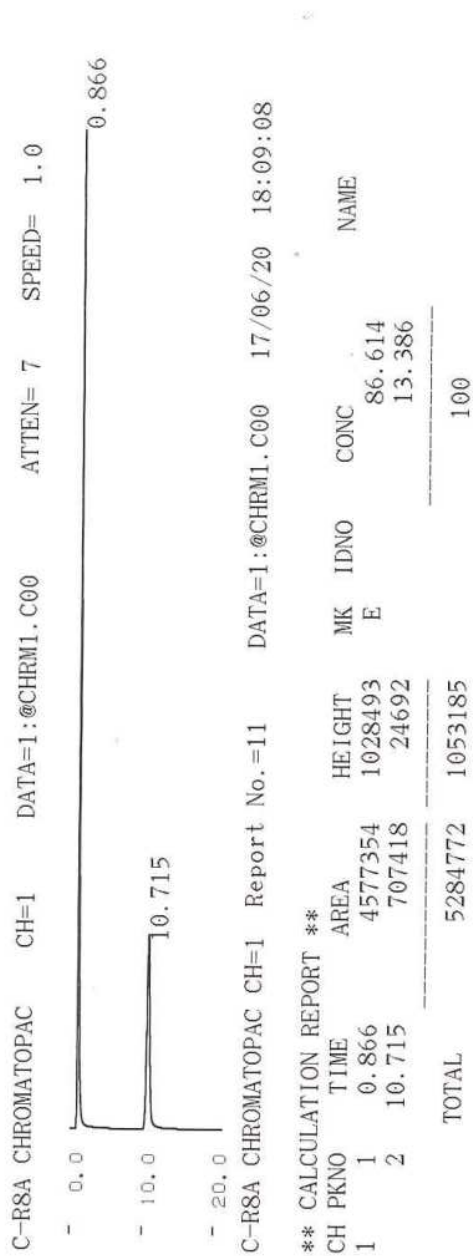 C-R8A CHROMATOPAC CH=1 DATA=1:@CHRM1.C00 ATTEN= 7 SPEED= 1.0
- 0.0
0.866
- 10.0
10.715
- 20.0
C-R8A CHROMATOPAC CH=1 Report No.=11 DATA=1:@CHRM1.C00 17/06/20 18:09:08
** CALCULATION REPORT **
CH PKNO TIME AREA HEIGHT MK IDNO CONC NAME
1 1 0.866 4577354 1028493 E 86.614
2 10.715 707418 24692 13.386
TOTAL 5284772 1053185 100